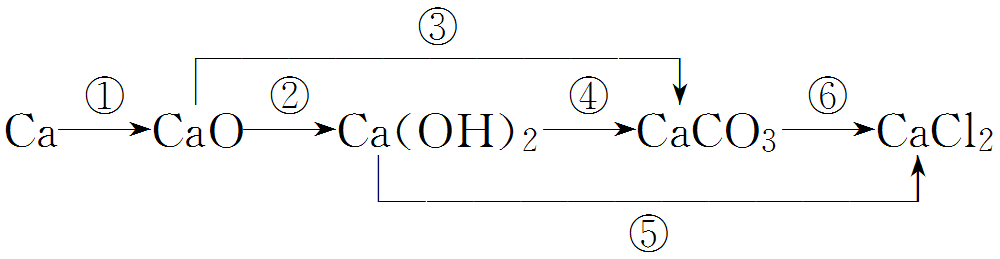 ③
① ② ④ ⑥
Ca CaO Ca(OH)₂ CaCO₃ CaCl₂
⑤